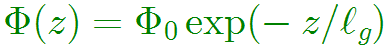 Φ(z) = Φ₀ exp(− z/ℓ_g)